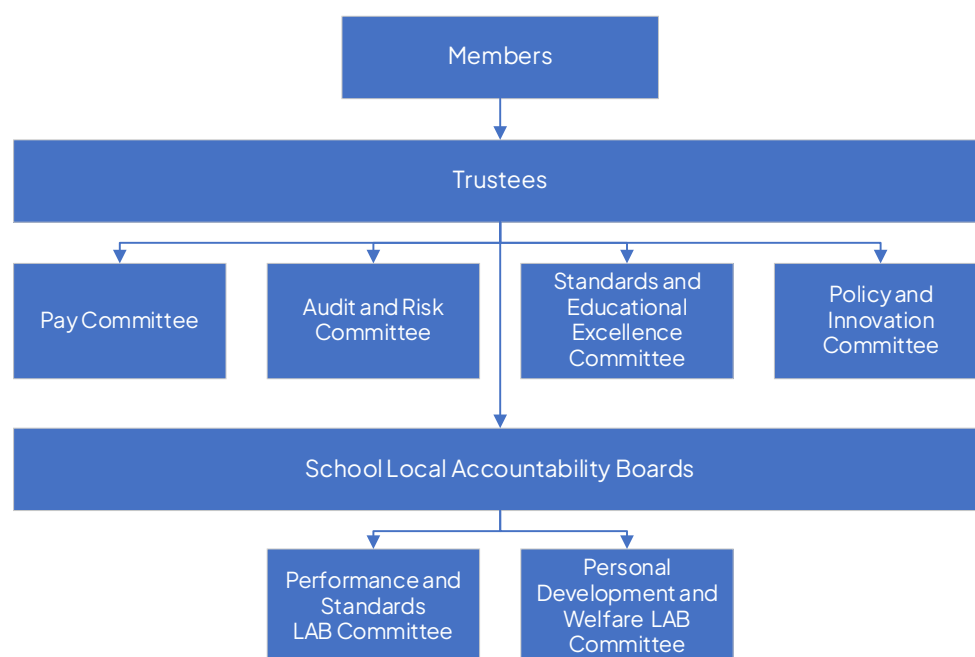 Members
Trustees
Pay Committee
Audit and Risk
Committee
Standards and
Educational
Excellence
Committee
Policy and
Innovation
Committee
School Local Accountability Boards
Performance and
Standards
LAB Committee
Personal
Development and
Welfare LAB
Committee